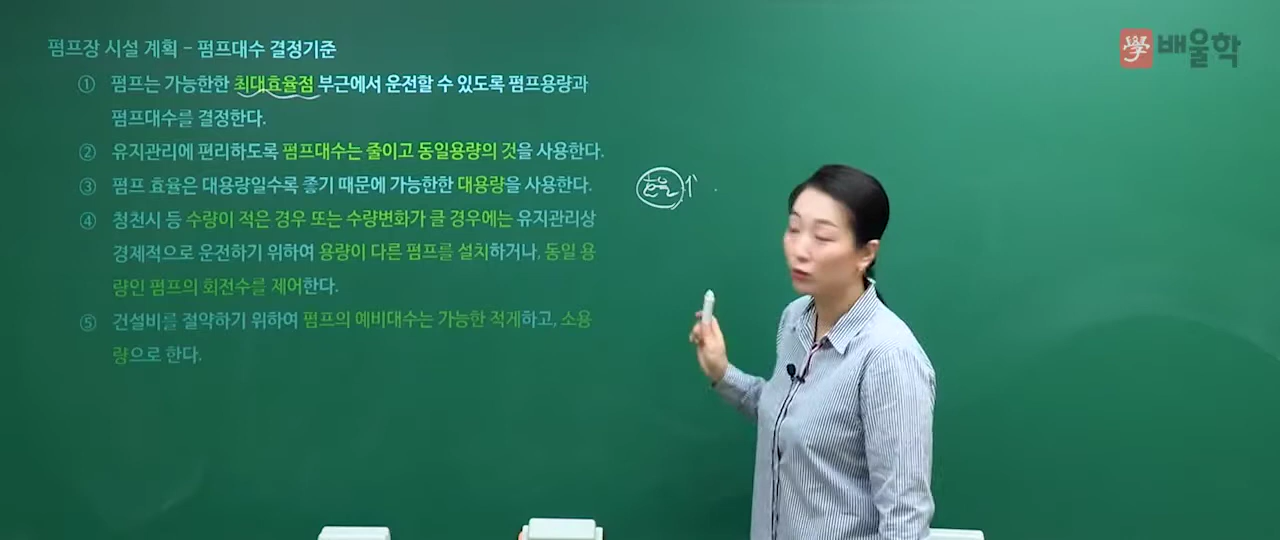 펌프장 시설 계획 – 펌프대수 결정기준
① 펌프는 가능한한 최대효율점 부근에서 운전할 수 있도록 펌프용량과
펌프대수를 결정한다.
② 유지관리에 편리하도록 펌프대수는 줄이고 동일용량의 것을 사용한다.
③ 펌프 효율은 대용량일수록 좋기 때문에 가능한한 대용량을 사용한다.
④ 청천시 등 수량이 적은 경우 또는 수량변화가 클 경우에는 유지관리상
경제적으로 운전하기 위하여 용량이 다른 펌프를 설치하거나, 동일 용
량인 펌프의 회전수를 제어한다.
⑤ 건설비를 절약하기 위하여 펌프의 예비대수는 가능한 적게하고, 소용
량으로 한다.
學 배울학
효율